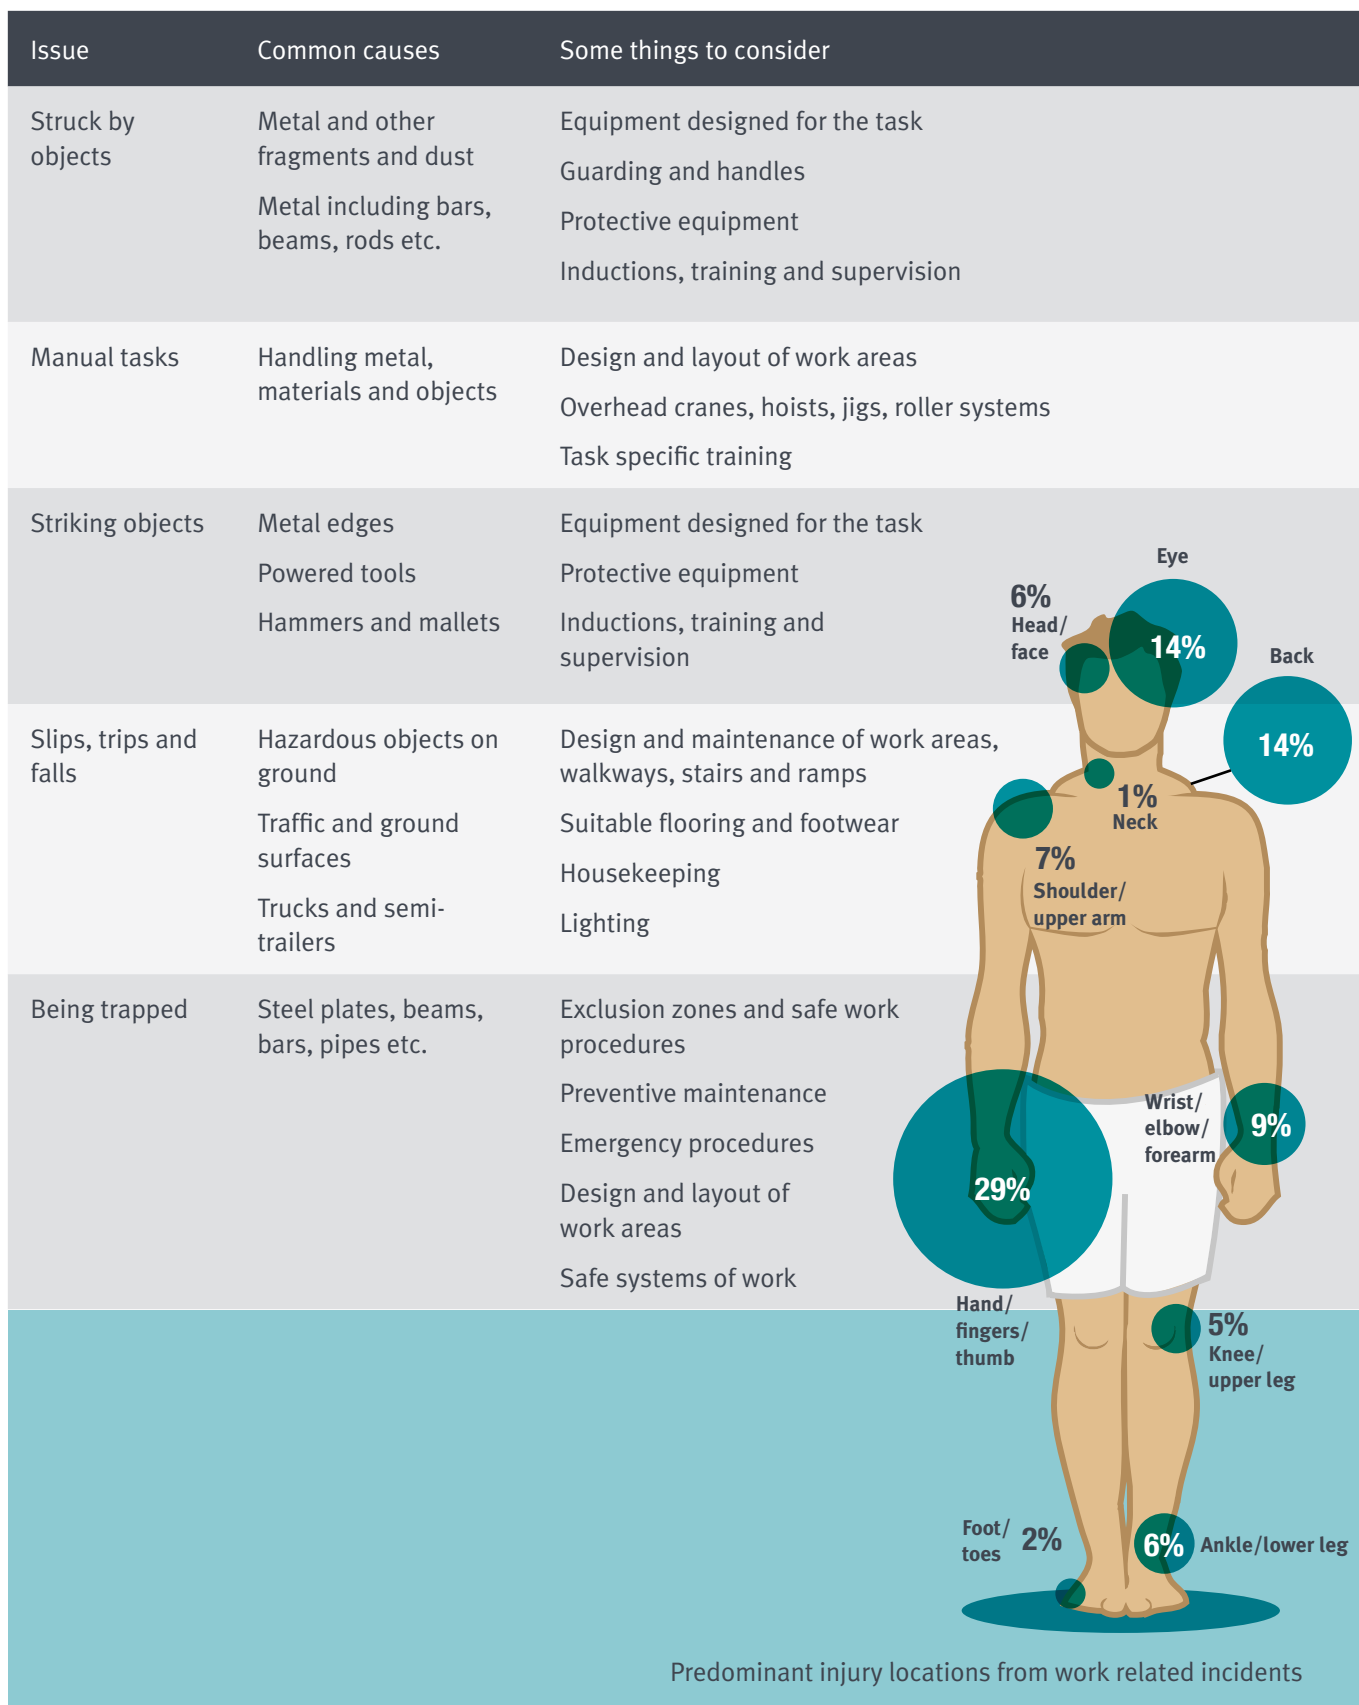 Issue
Common causes
Some things to consider
Struck by
objects
Metal and other
fragments and dust
Metal including bars,
beams, rods etc.
Equipment designed for the task
Guarding and handles
Protective equipment
Inductions, training and supervision
Manual tasks
Handling metal,
materials and objects
Design and layout of work areas
Overhead cranes, hoists, jigs, roller systems
Task specific training
Striking objects
Metal edges
Powered tools
Hammers and mallets
Equipment designed for the task
Protective equipment
Inductions, training and
supervision
Slips, trips and
falls
Hazardous objects on
ground
Traffic and ground
surfaces
Trucks and semi-
trailers
Design and maintenance of work areas,
walkways, stairs and ramps
Suitable flooring and footwear
Housekeeping
Lighting
Being trapped
Steel plates, beams,
bars, pipes etc.
Exclusion zones and safe work
procedures
Preventive maintenance
Emergency procedures
Design and layout of
work areas
Safe systems of work
Eye
14%
6%
Head/
face
Back
14%
1%
Neck
7%
Shoulder/
upper arm
Wrist/
elbow/
forearm
9%
29%
Hand/
fingers/
thumb
5%
Knee/
upper leg
Foot/
toes
2%
6%
Ankle/lower leg
Predominant injury locations from work related incidents